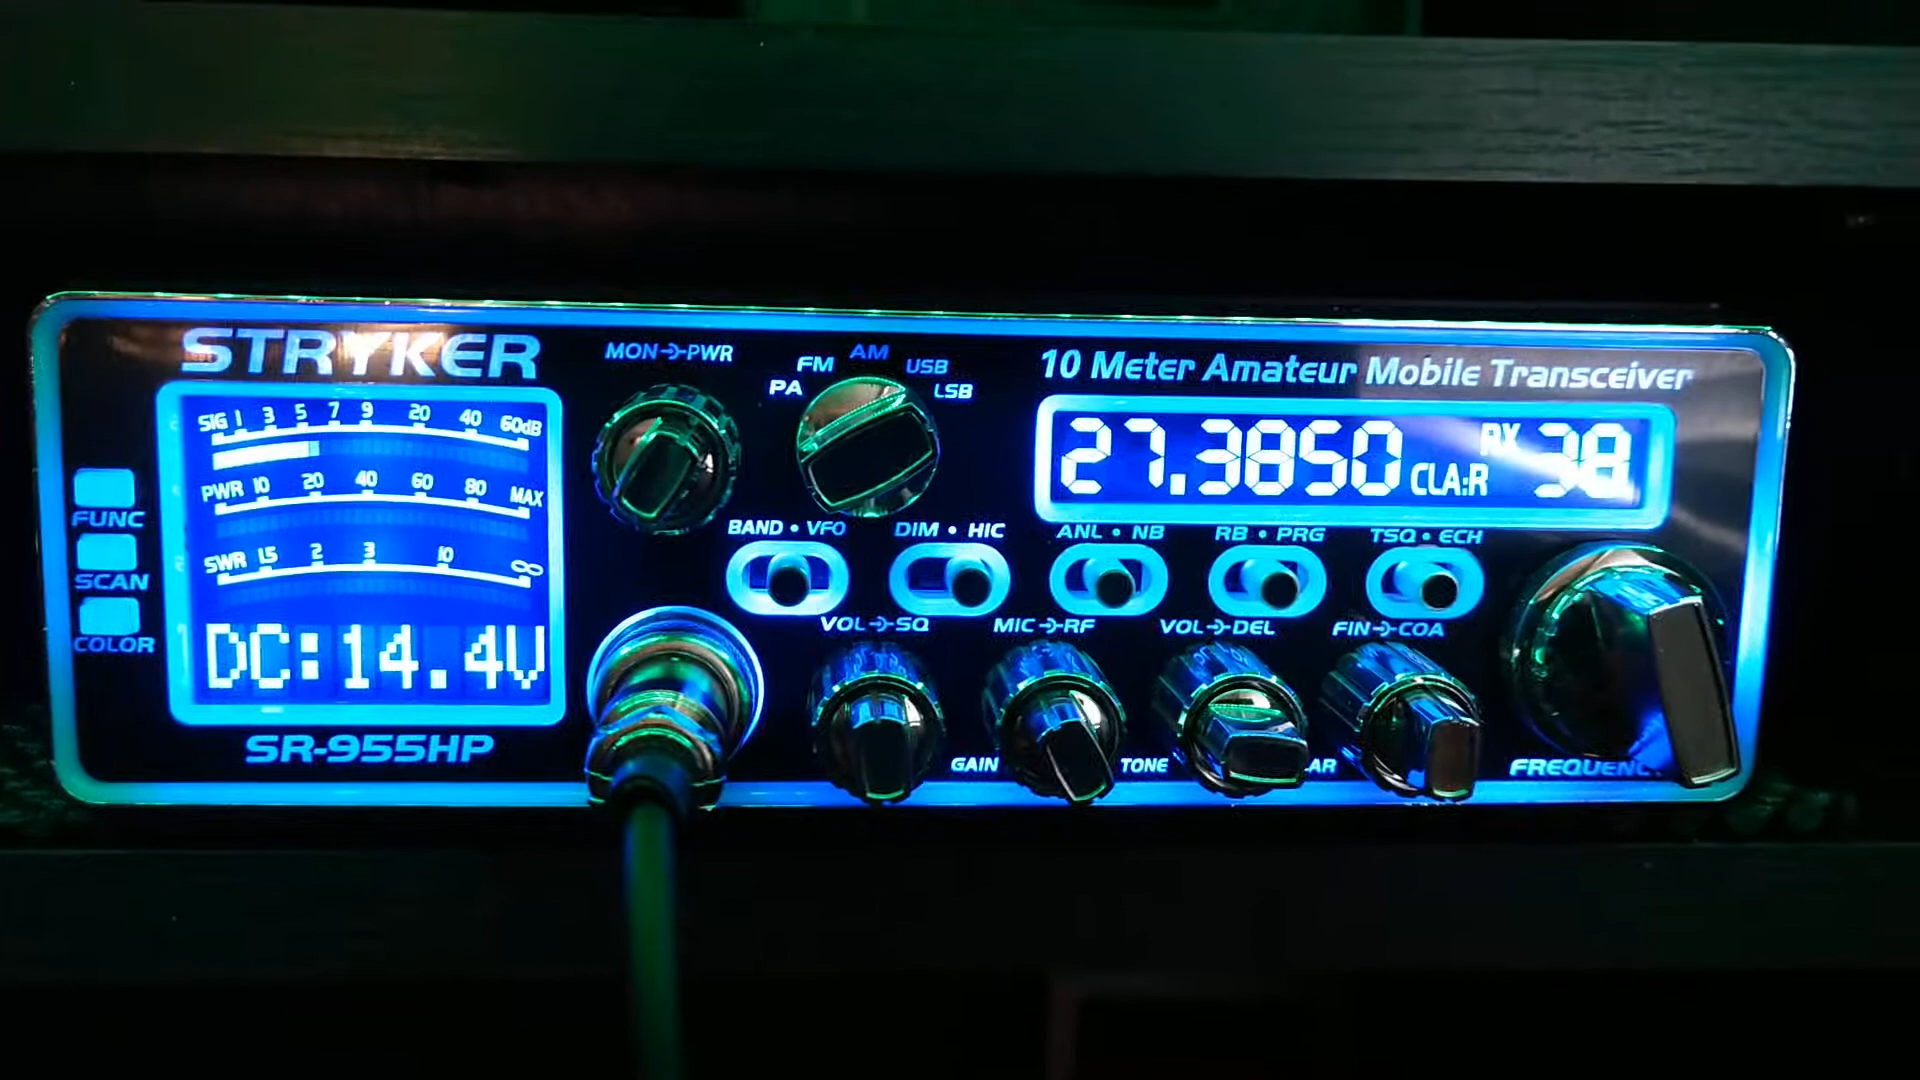 STRYKER
MON PWR
PA FM AM USB LSB
10 Meter Amateur Mobile Transceiver
SIG 1 3 5 7 9 20 40 60dB
PWR 10 20 40 60 80 MAX
SWR 1.5 2 3 10 ∞
DC:14.4V
FUNC
SCAN
COLOR
SR-955HP
27.3850 CLA:R RX 38
BAND • VFO DIM • HIC ANL • NB RB • PRG TSQ • ECH
VOL SQ MIC RF VOL DEL FIN COA
GAIN TONE